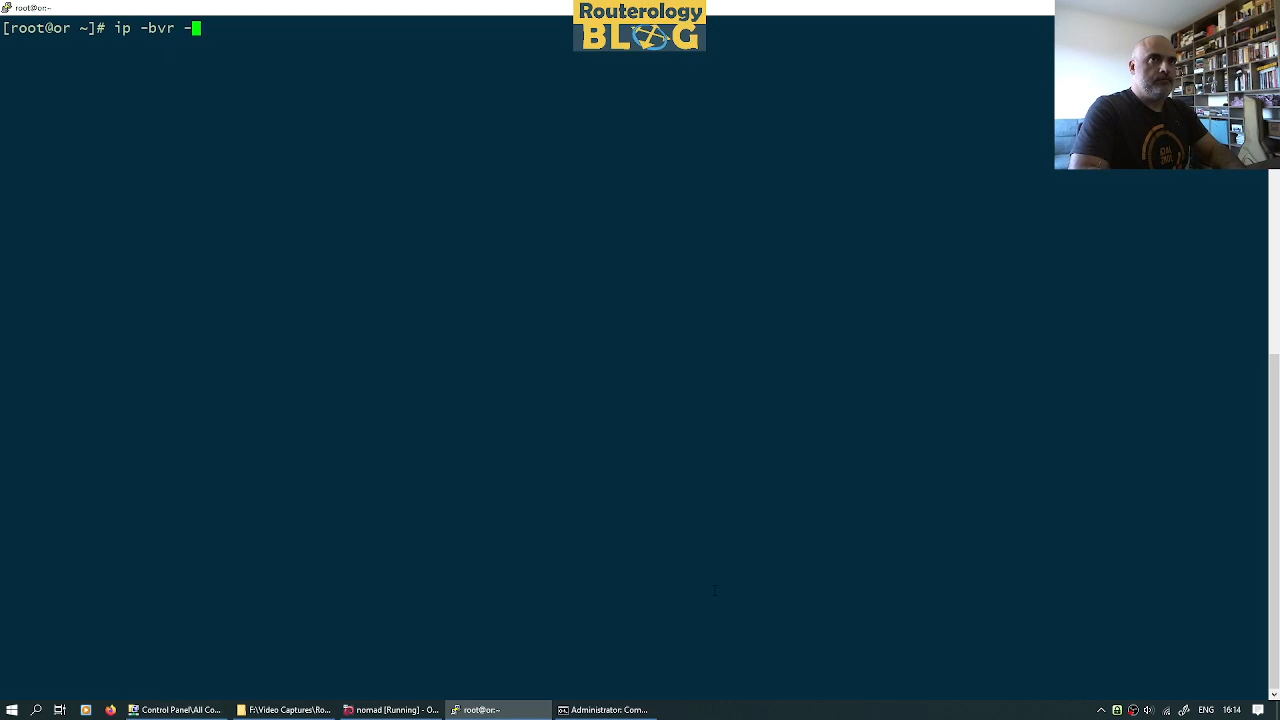 root@or:~
Routerology
BLOG
[root@or ~]# ip -bvr -
Control Panel\All Co...
F:\Video Captures\Ro...
nomad [Running] - O...
root@or:~
Administrator: Com...
ENG
16:14